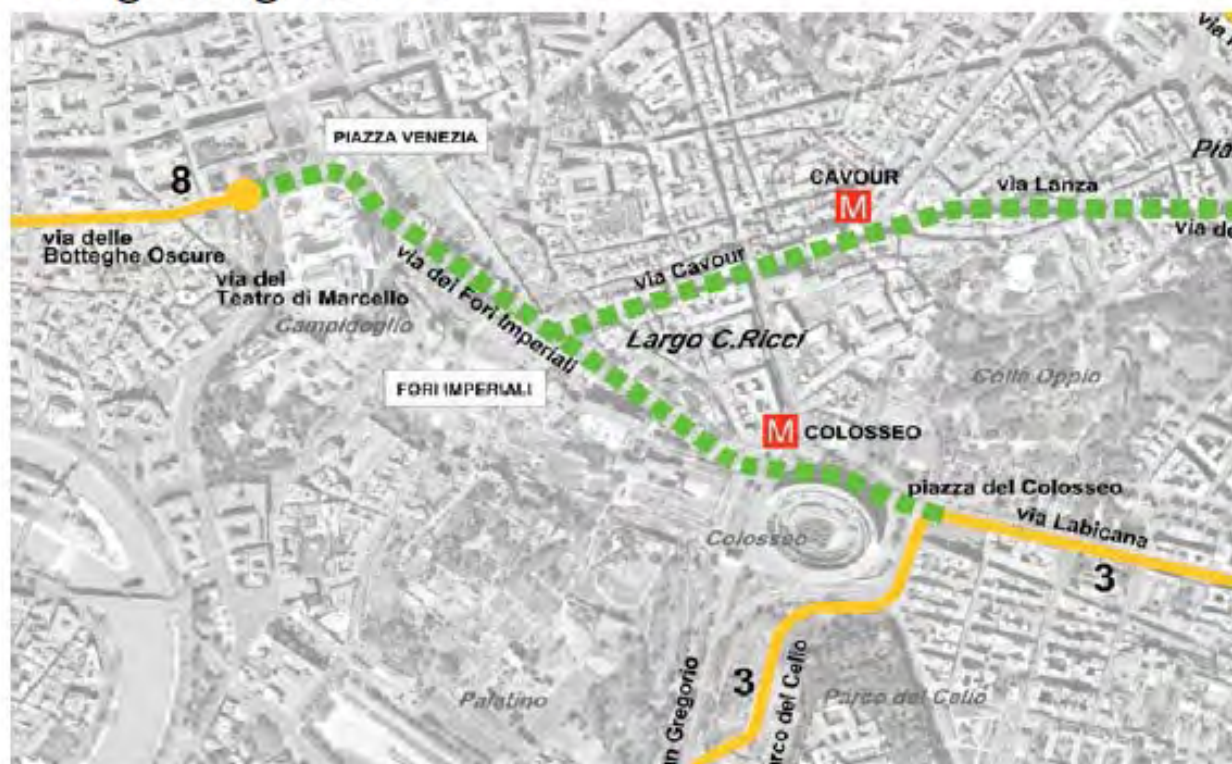 PIAZZA VENEZIA
8
CAVOUR
M
via Lanza
via delle
Botteghe Oscure
via del
Teatro di Marcello
Campidoglio
via dei Fori Imperiali
via Cavour
Largo C.Ricci
FORI IMPERIALI
Colle Oppio
M COLOSSEO
piazza del Colosseo
via Labicana
Colosseo
3
3
Palatino
Parco del Celio